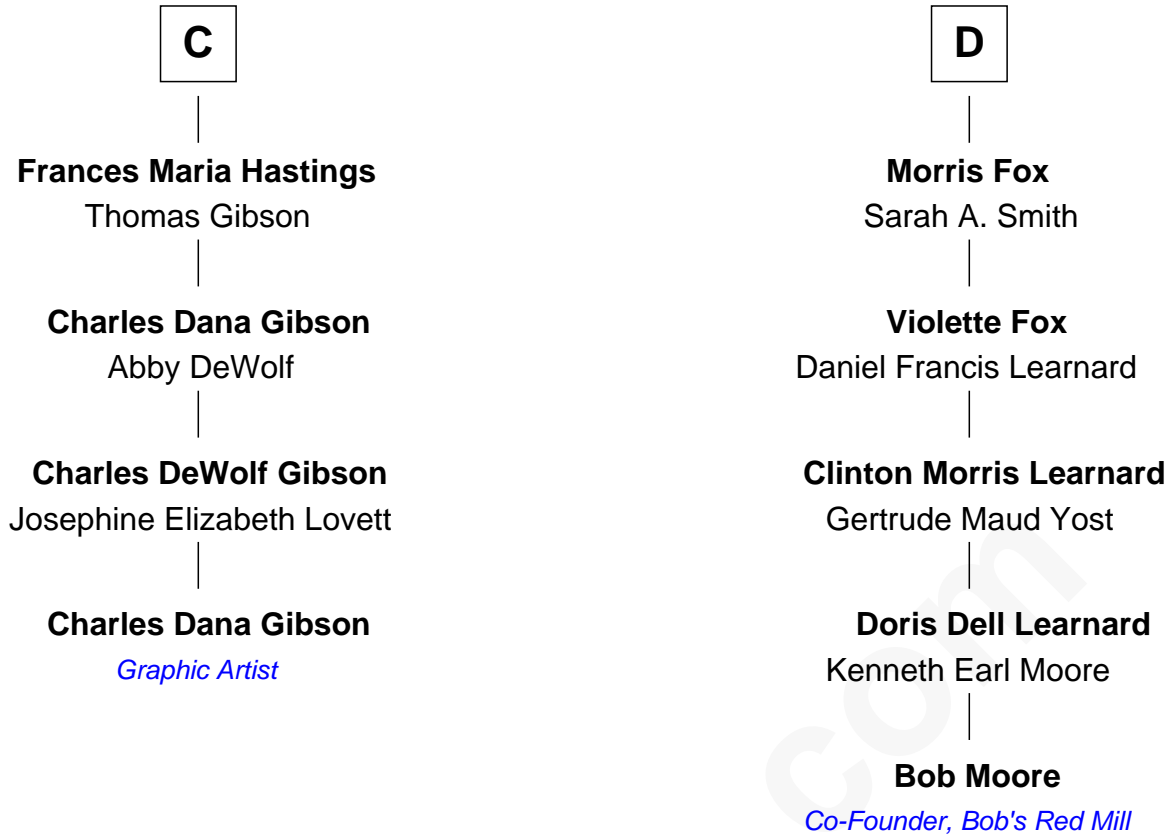 C
Frances Maria Hastings
Thomas Gibson
Charles Dana Gibson
Abby DeWolf
Charles DeWolf Gibson
Josephine Elizabeth Lovett
Charles Dana Gibson
Graphic Artist
D
Morris Fox
Sarah A. Smith
Violette Fox
Daniel Francis Learnard
Clinton Morris Learnard
Gertrude Maud Yost
Doris Dell Learnard
Kenneth Earl Moore
Bob Moore
Co-Founder, Bob's Red Mill
com